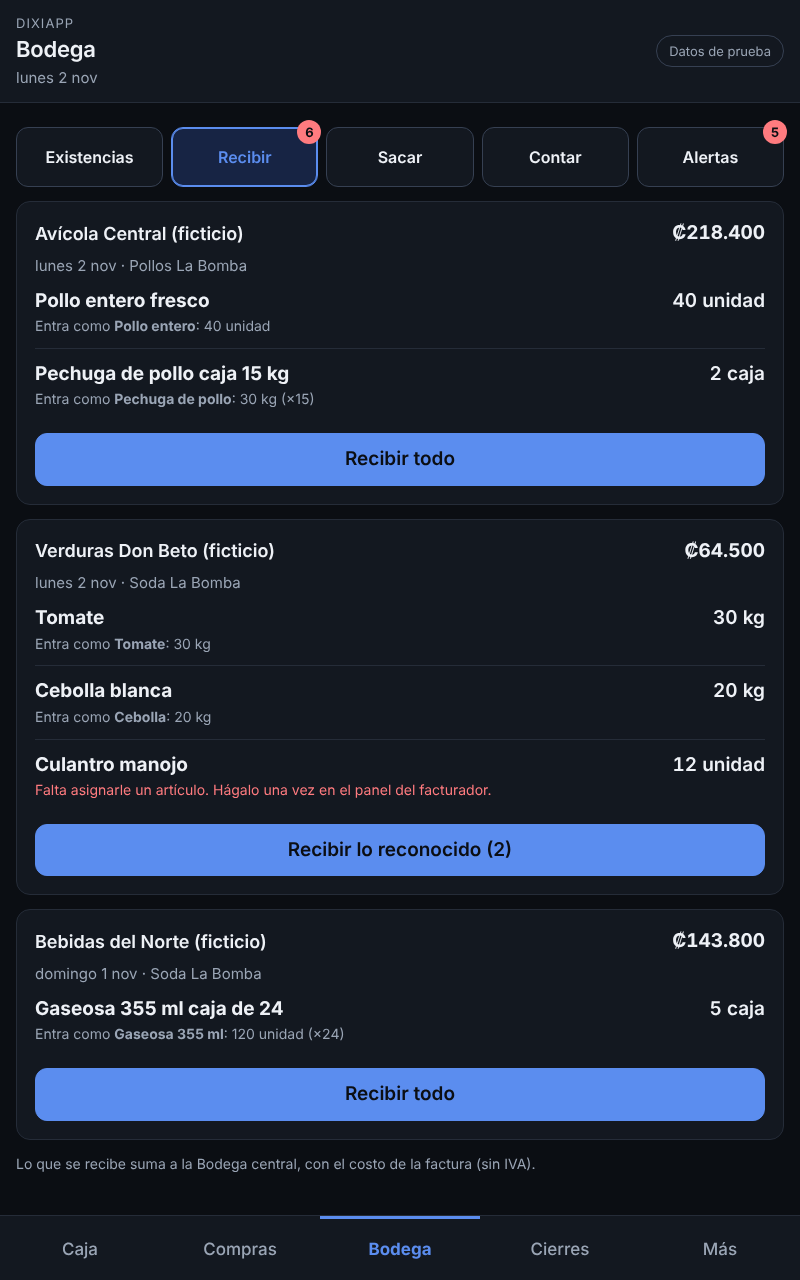 DIXIAPP
Bodega
lunes 2 nov
Datos de prueba
Existencias
Recibir
6
Sacar
Contar
Alertas
5
Avícola Central (ficticio)
₡218.400
lunes 2 nov · Pollos La Bomba
Pollo entero fresco
40 unidad
Entra como Pollo entero: 40 unidad
Pechuga de pollo caja 15 kg
2 caja
Entra como Pechuga de pollo: 30 kg (×15)
Recibir todo
Verduras Don Beto (ficticio)
₡64.500
lunes 2 nov · Soda La Bomba
Tomate
30 kg
Entra como Tomate: 30 kg
Cebolla blanca
20 kg
Entra como Cebolla: 20 kg
Culantro manojo
12 unidad
Falta asignarle un artículo. Hágalo una vez en el panel del facturador.
Recibir lo reconocido (2)
Bebidas del Norte (ficticio)
₡143.800
domingo 1 nov · Soda La Bomba
Gaseosa 355 ml caja de 24
5 caja
Entra como Gaseosa 355 ml: 120 unidad (×24)
Recibir todo
Lo que se recibe suma a la Bodega central, con el costo de la factura (sin IVA).
Caja
Compras
Bodega
Cierres
Más